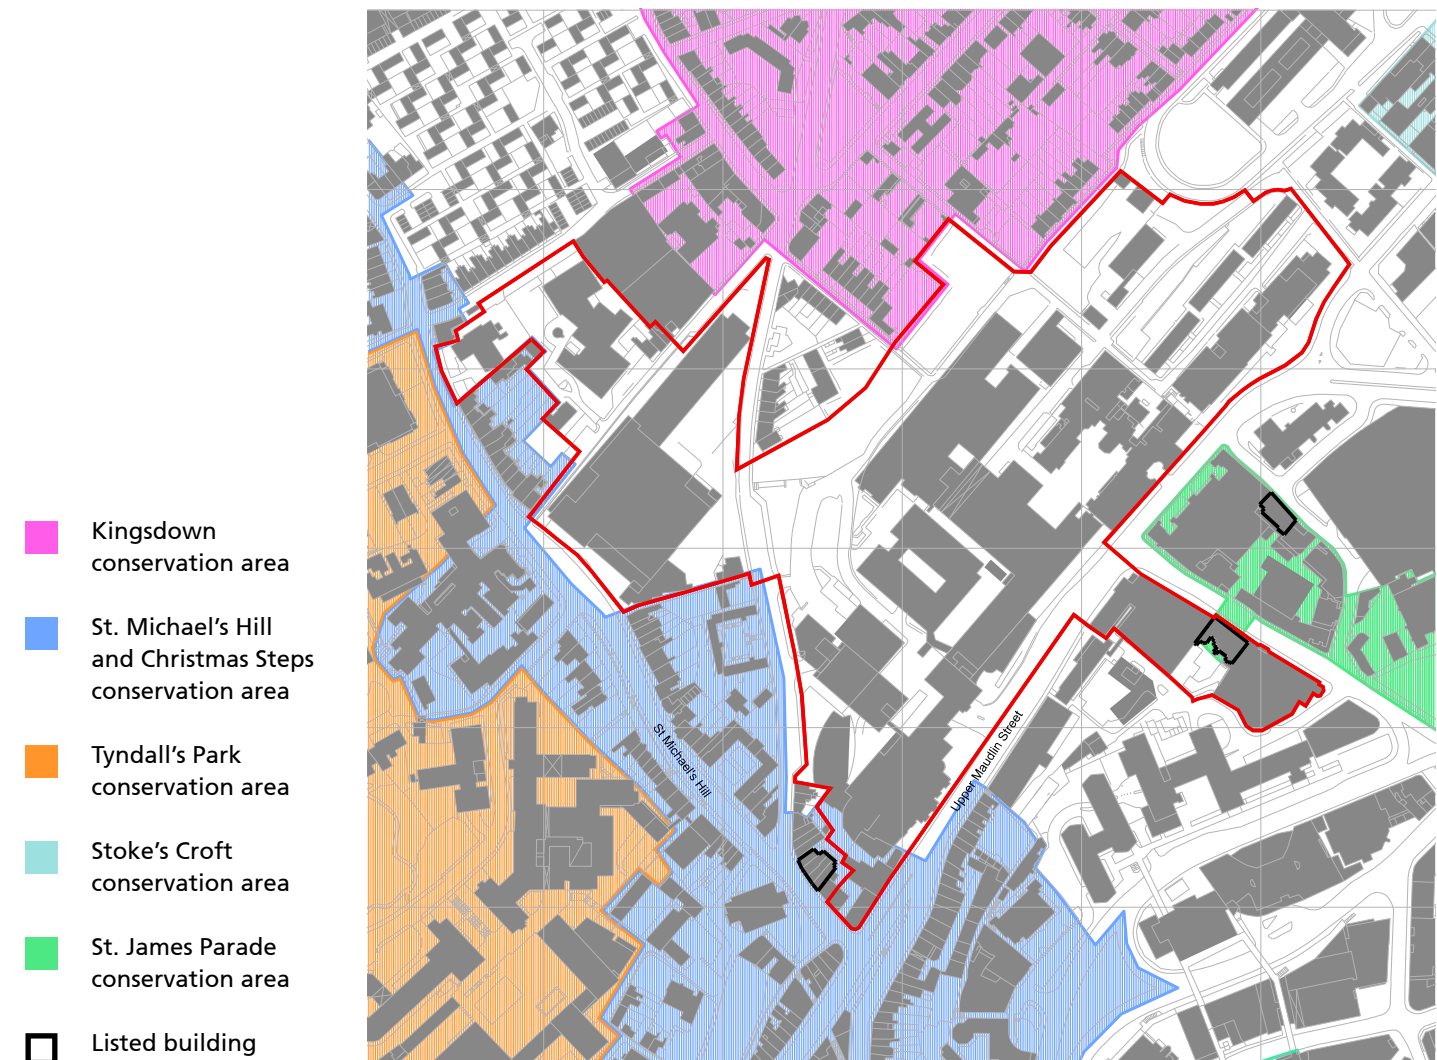 Kingsdown
conservation area
St. Michael’s Hill
and Christmas Steps
conservation area
Tyndall’s Park
conservation area
Stoke’s Croft
conservation area
St. James Parade
conservation area
Listed building
St Michael's Hill
Upper Maudlin Street